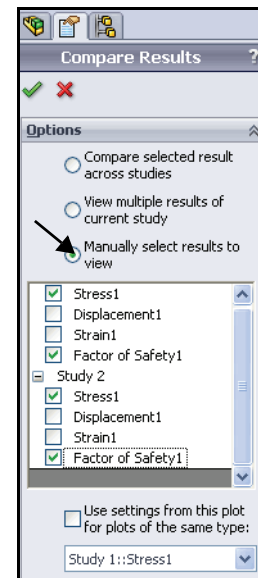 Compare Results ?
Options
Compare selected result
across studies
View multiple results of
current study
Manually select results to
view
Stress1
Displacement1
Strain1
Factor of Safety1
Study 2
Stress1
Displacement1
Strain1
Factor of Safety1
Use settings from this plot
for plots of the same type:
Study 1::Stress1